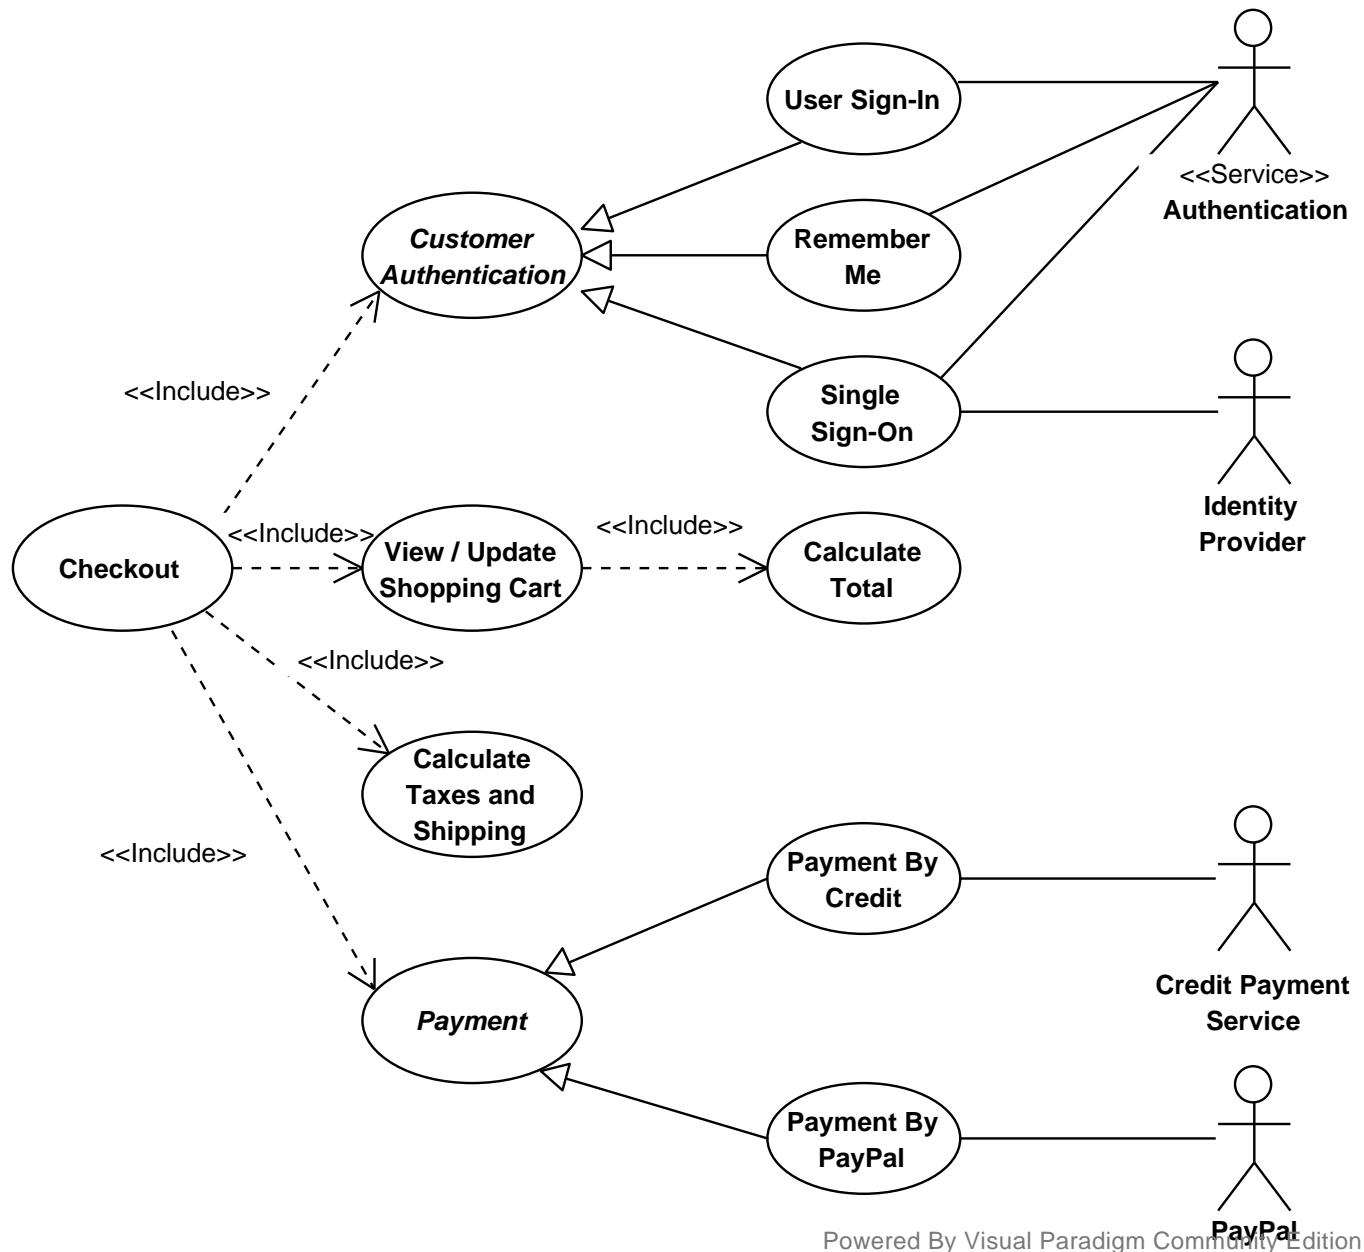 User Sign-In
<<Service>>
Authentication
Customer
Authentication
Remember
Me
<<Include>>
Single
Sign-On
Identity
Provider
Checkout
<<Include>>
View / Update
Shopping Cart
<<Include>>
Calculate
Total
<<Include>>
Calculate
Taxes and
Shipping
<<Include>>
Payment By
Credit
Credit Payment
Service
Payment
Payment By
PayPal
PayPal
Powered By Visual Paradigm Community Edition